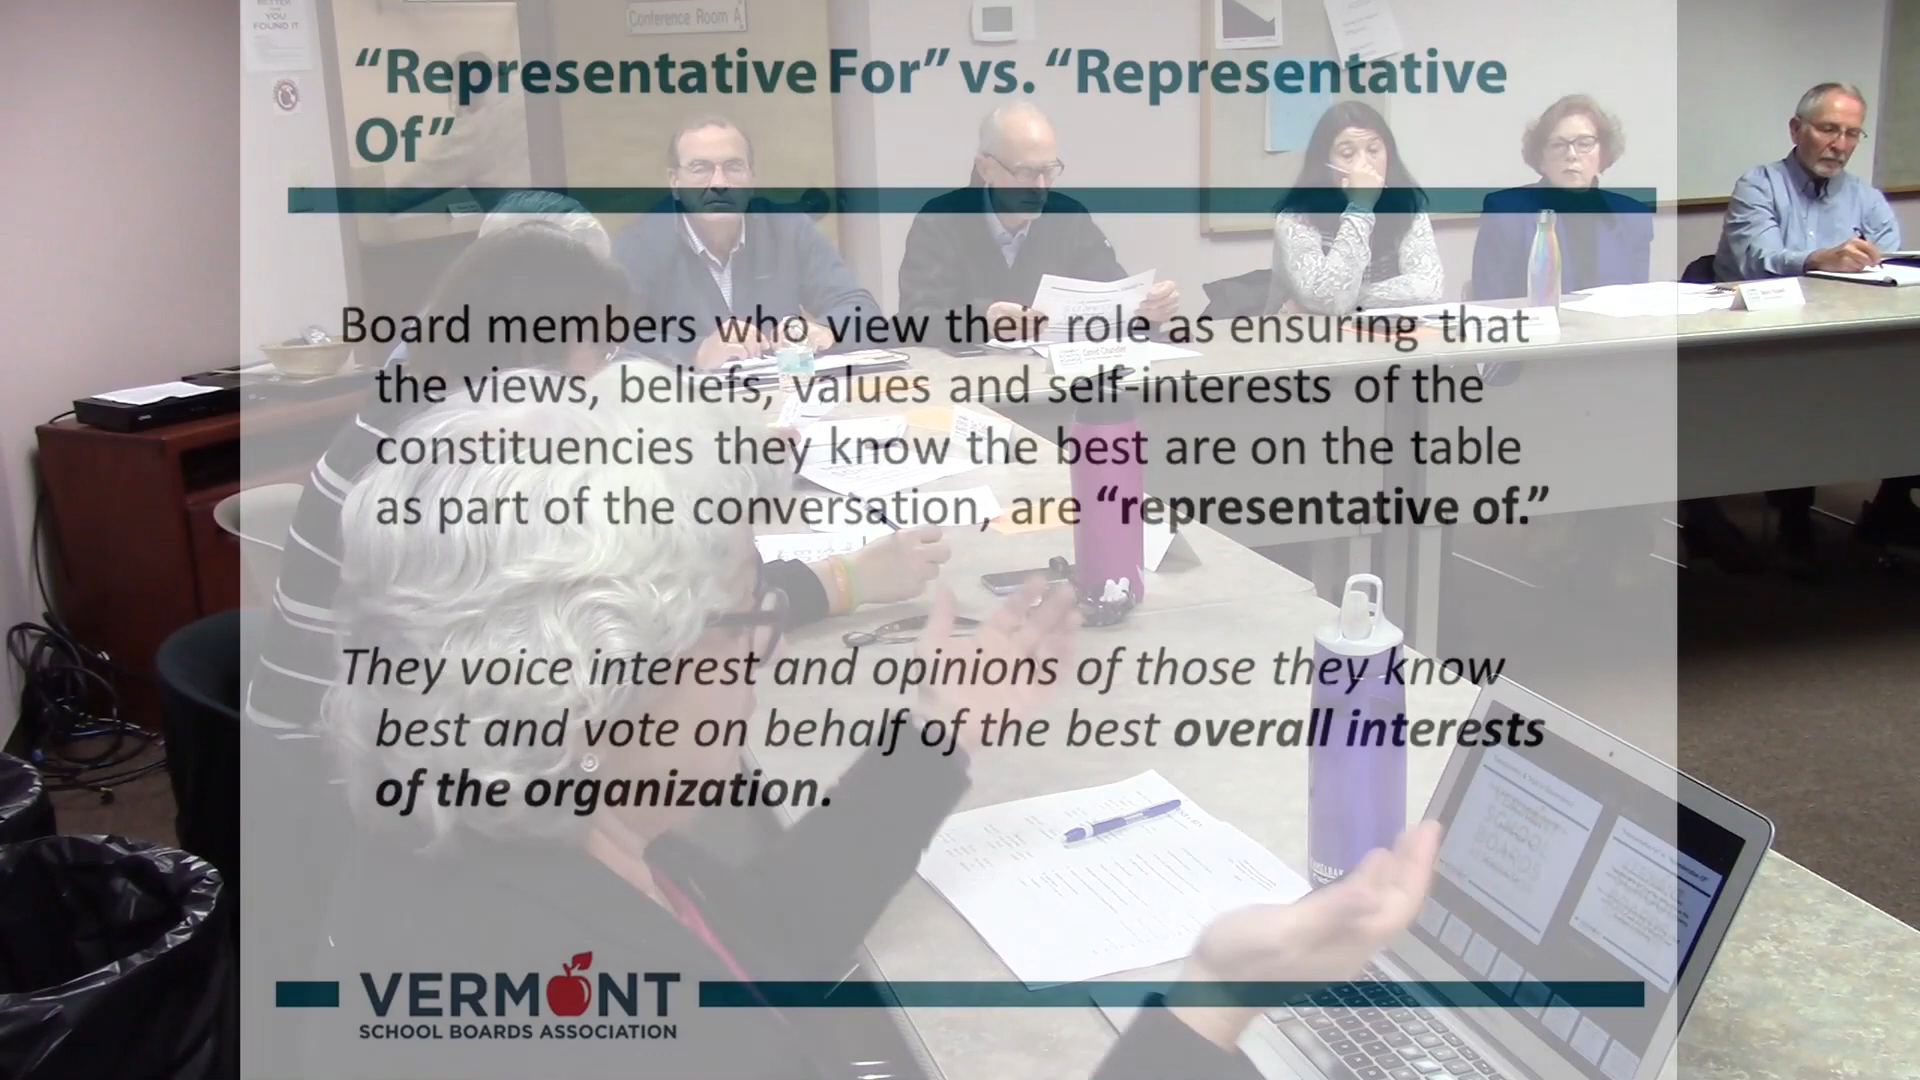 YOU
FOUND IT
Conference Room A
“Representative For” vs. “Representative
Of”
Board members who view their role as ensuring that
the views, beliefs, values and self-interests of the
constituencies they know the best are on the table
as part of the conversation, are “representative of.”
They voice interest and opinions of those they know
best and vote on behalf of the best overall interests
of the organization.
VERMONT
SCHOOL BOARDS ASSOCIATION